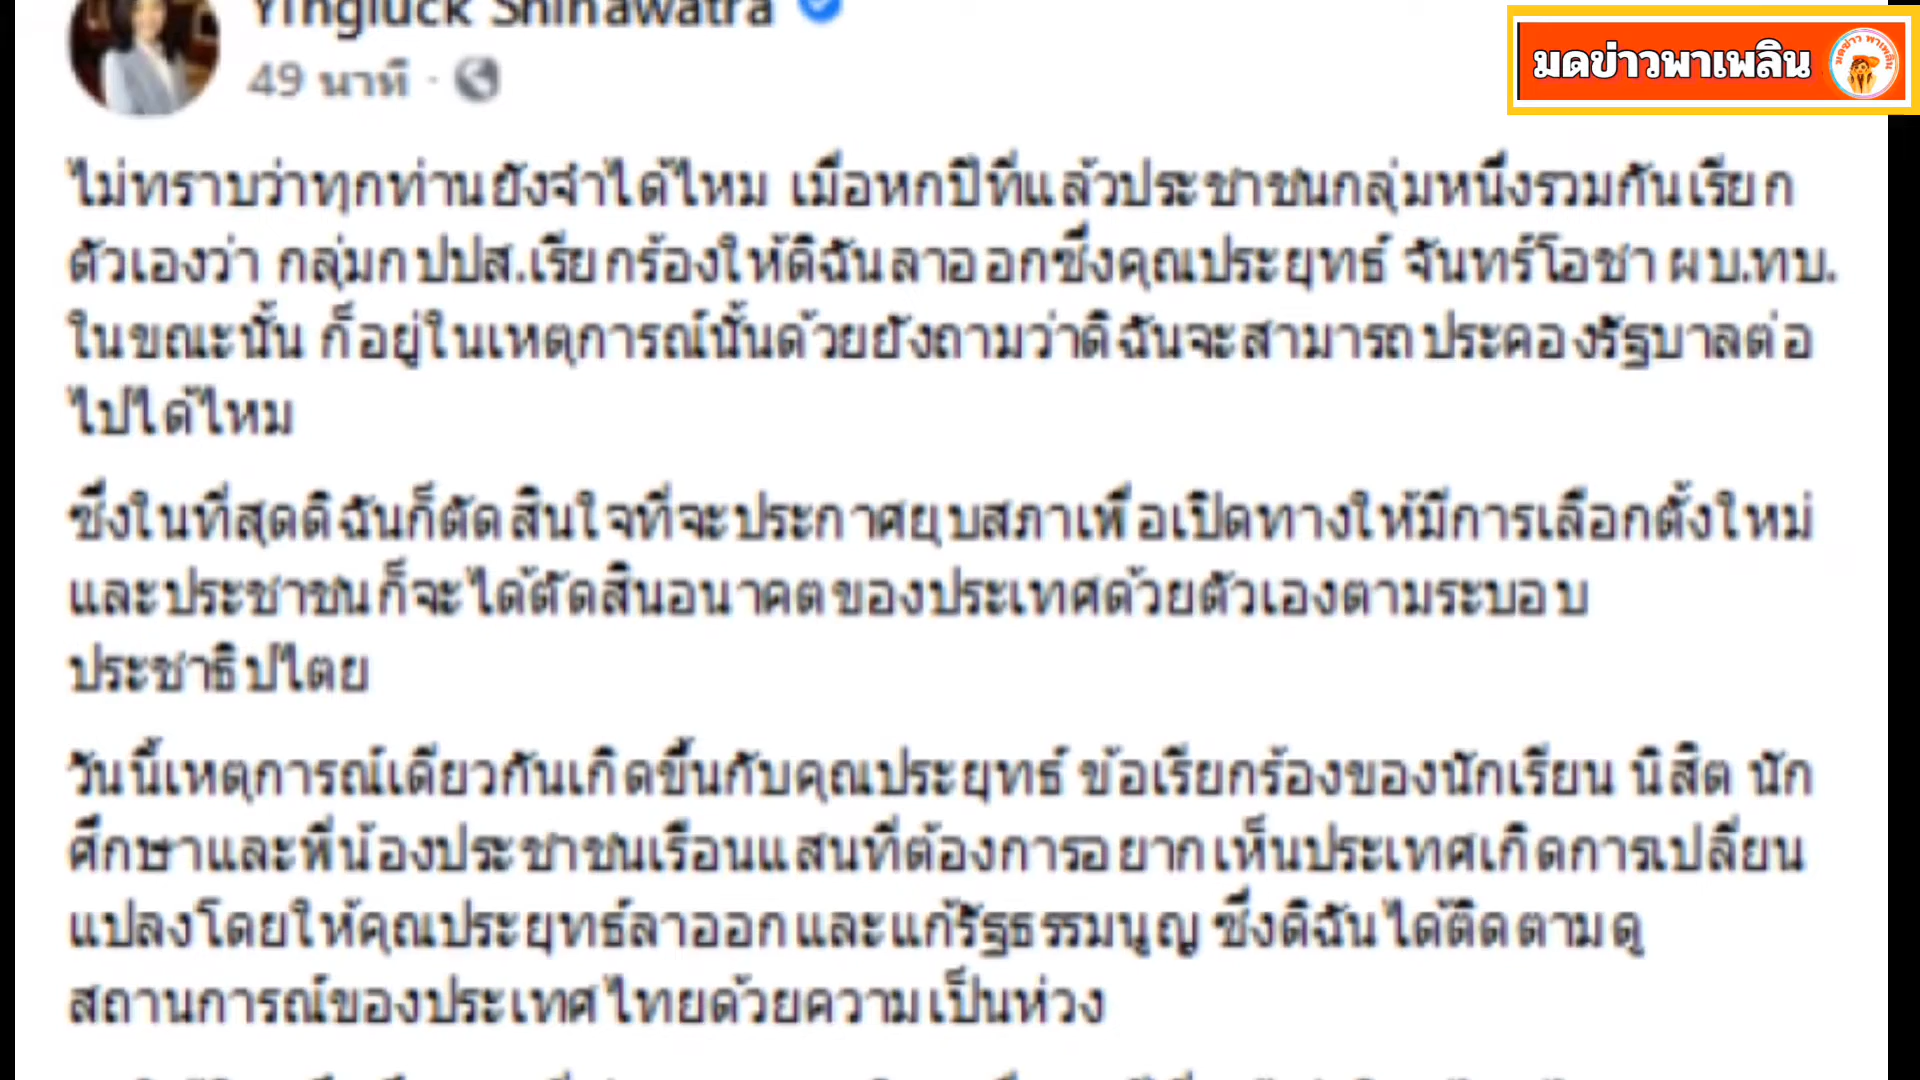 Yingluck Shinawatra
49 นาที ·
มดข่าวพาเพลิน
มดข่าว พาเพลิน
ไม่ทราบว่าทุกท่านยังจำได้ไหม เมื่อหกปีที่แล้วประชาชนกลุ่มหนึ่งรวมกันเรียก
ตัวเองว่า กลุ่มกปปส.เรียกร้องให้ดิฉันลาออกซึ่งคุณประยุทธ์ จันทร์โอชา ผบ.ทบ.
ในขณะนั้น ก็อยู่ในเหตุการณ์นั้นด้วยยังถามว่าดิฉันจะสามารถประคองรัฐบาลต่อ
ไปได้ไหม
ซึ่งในที่สุดดิฉันก็ตัดสินใจที่จะประกาศยุบสภาเพื่อเปิดทางให้มีการเลือกตั้งใหม่
และประชาชนก็จะได้ตัดสินอนาคตของประเทศด้วยตัวเองตามระบอบ
ประชาธิปไตย
วันนี้เหตุการณ์เดียวกันเกิดขึ้นกับคุณประยุทธ์ ข้อเรียกร้องของนักเรียน นิสิต นัก
ศึกษาและพี่น้องประชาชนเรือนแสนที่ต้องการอยากเห็นประเทศเกิดการเปลี่ยน
แปลงโดยให้คุณประยุทธ์ลาออกและแก้รัฐธรรมนูญ ซึ่งดิฉันได้ติดตามดู
สถานการณ์ของประเทศไทยด้วยความเป็นห่วง